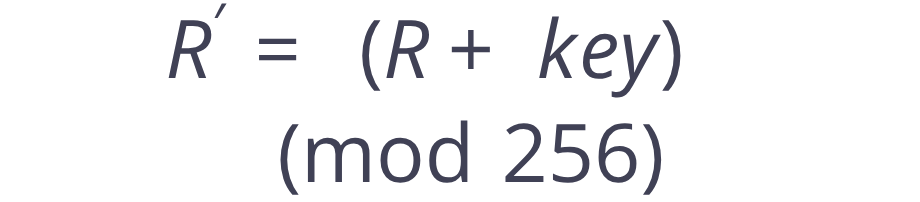 R′ = (R + key)
(mod 256)